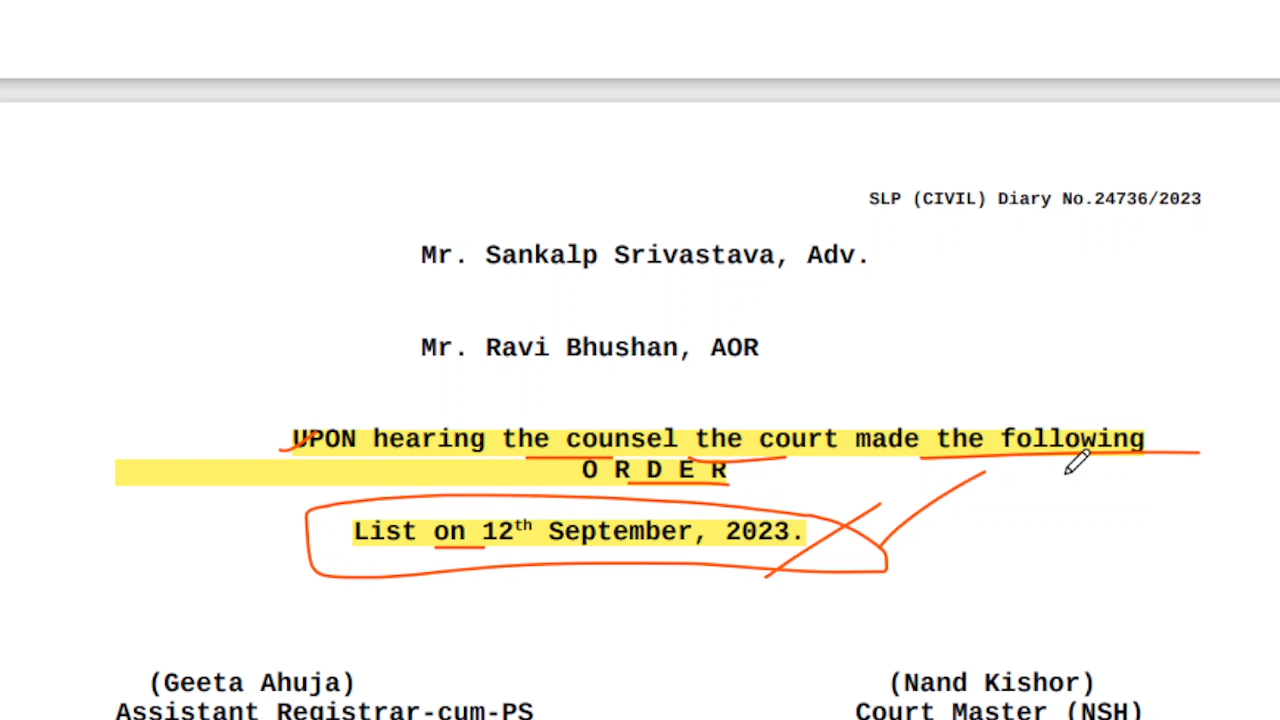 SLP (CIVIL) Diary No.24736/2023
Mr. Sankalp Srivastava, Adv.
Mr. Ravi Bhushan, AOR
UPON hearing the counsel the court made the following
O R D E R
List on 12th September, 2023.
(Geeta Ahuja) (Nand Kishor)
Assistant Registrar-cum-PS Court Master (NSH)